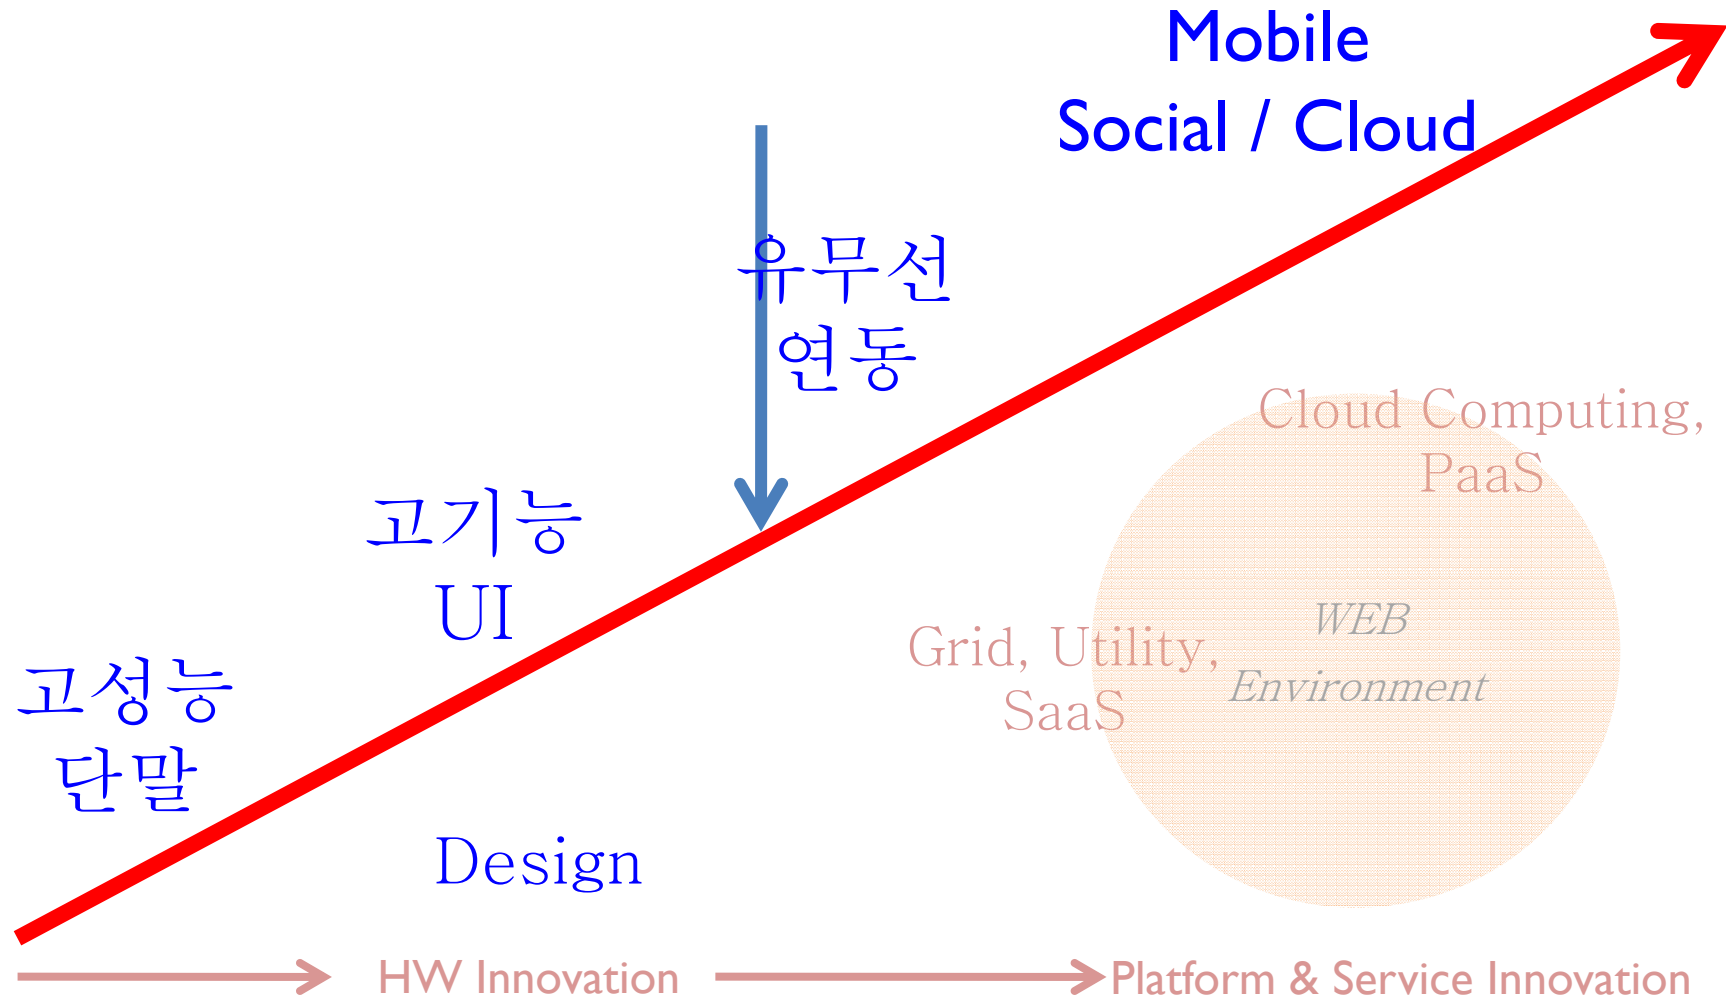 Mobile
Social / Cloud
유무선
연동
Cloud Computing,
PaaS
고기능
UI
WEB
Environment
Grid, Utility,
SaaS
고성능
단말
Design
HW Innovation
Platform & Service Innovation